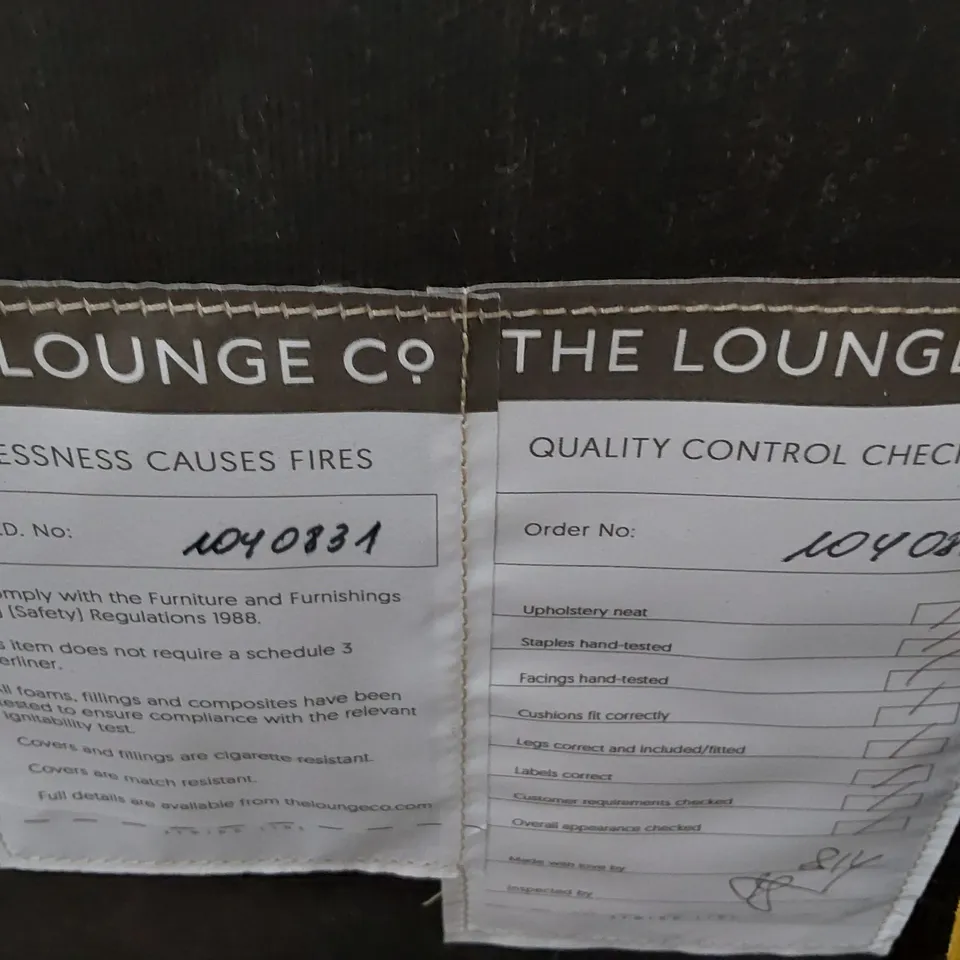 LOUNGE Co
ESSNESS CAUSES FIRES
D. No: 1040831
omply with the Furniture and Furnishings
(Safety) Regulations 1988.
s item does not require a schedule 3
erliner.
ll foams, fillings and composites have been
ested to ensure compliance with the relevant
ignitability test.
Covers and fillings are cigarette resistant.
Covers are match resistant.
Full details are available from theloungeco.com
THE LOUNGE
QUALITY CONTROL CHEC
Order No: 10408
Upholstery neat
Staples hand-tested
Facings hand-tested
Cushions fit correctly
Legs correct and included/fitted
Labels correct
Customer requirements checked
Overall appearance checked
Made with love by
Inspected by